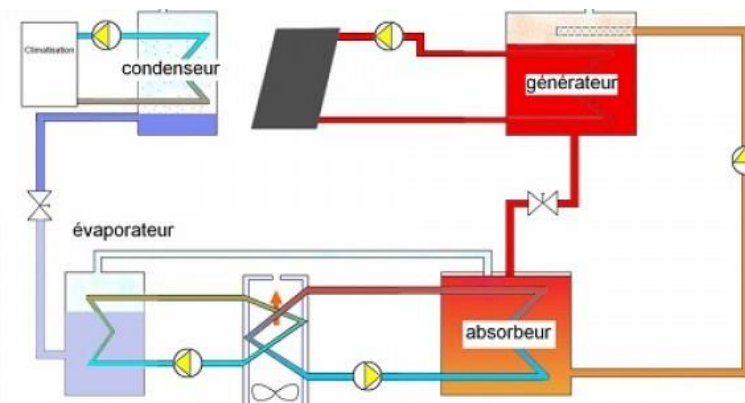 Climatisation
condenseur
générateur
évaporateur
absorbeur